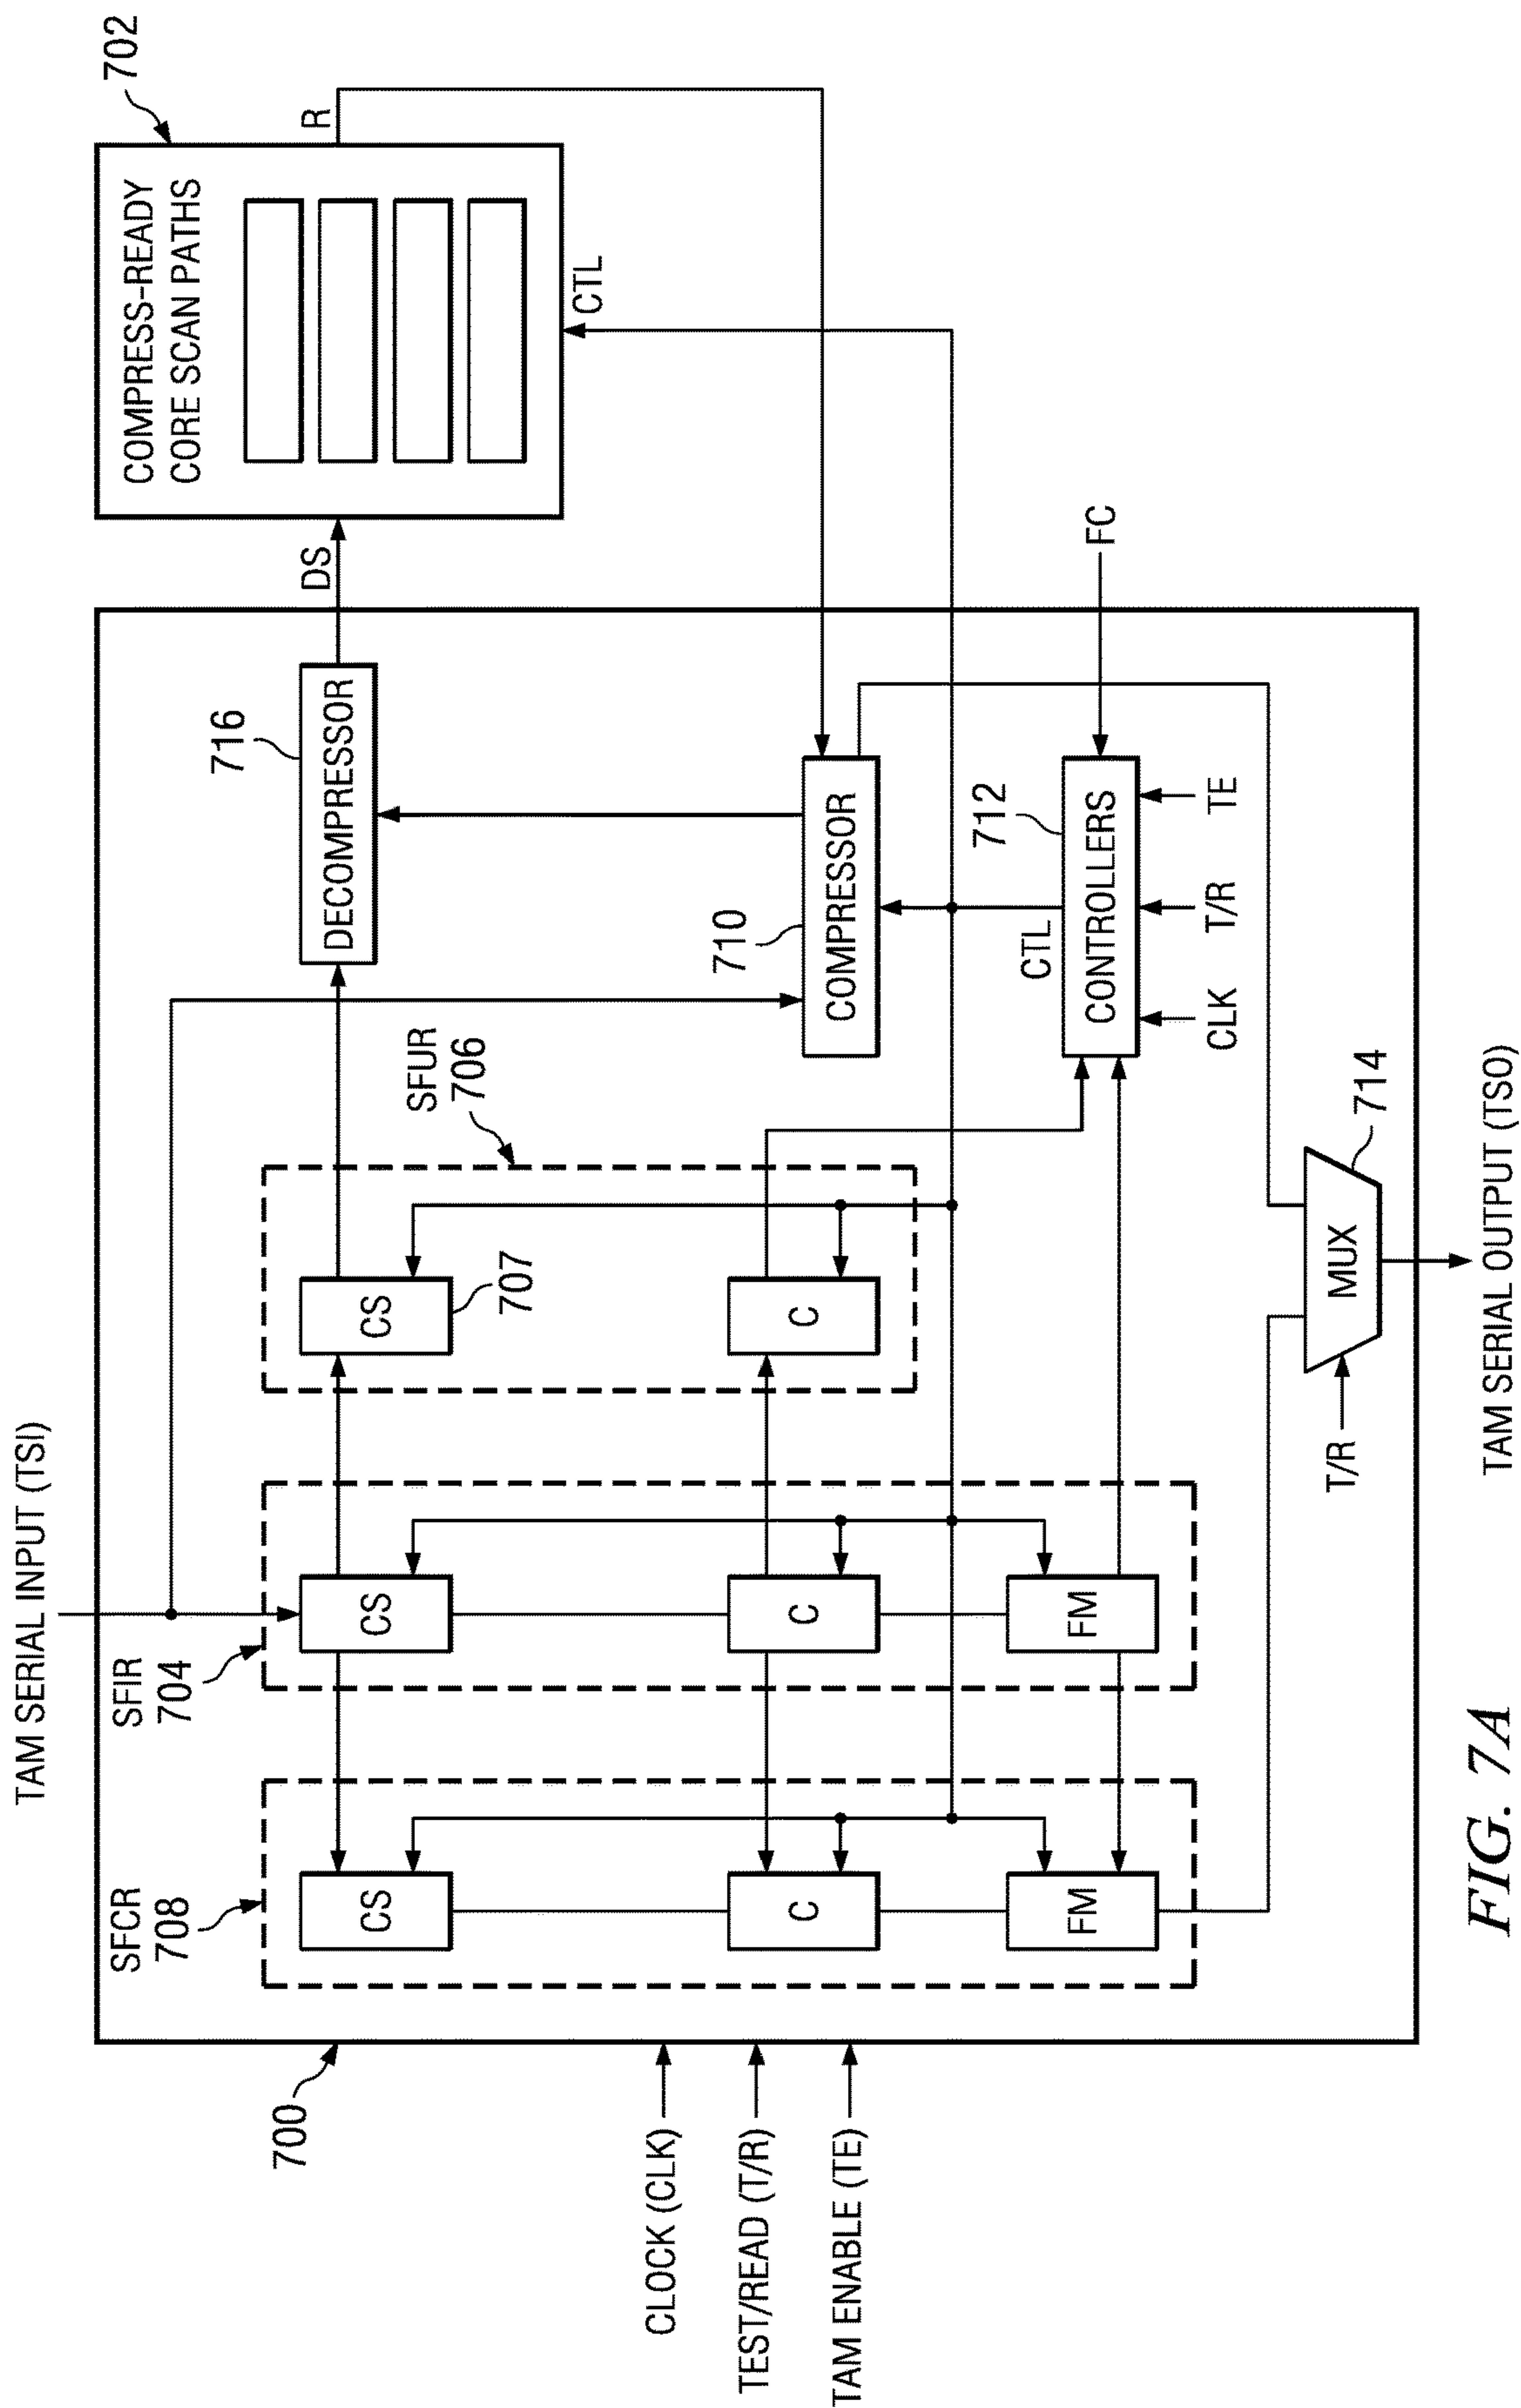 702
COMPRESS-READY
CORE SCAN PATHS
R
CTL
DS
716
DECOMPRESSOR
710
COMPRESSOR
712
CONTROLLERS
CTL
FC
TE
T/R
CLK
SFUR
706
CS
707
C
TAM SERIAL INPUT (TSI)
SFIR
704
CS
C
FM
SFCR
708
CS
C
FM
MUX
714
T/R
TAM SERIAL OUTPUT (TSO)
700
CLOCK (CLK)
TEST/READ (T/R)
TAM ENABLE (TE)
FIG. 7A